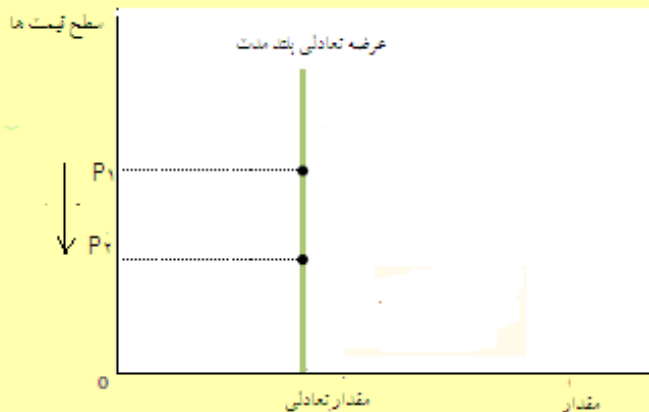 سطح قیمت ها
عرضه تعادلی بلند مدت
P۱
P۲
o
مقدار تعادلی
مقدار